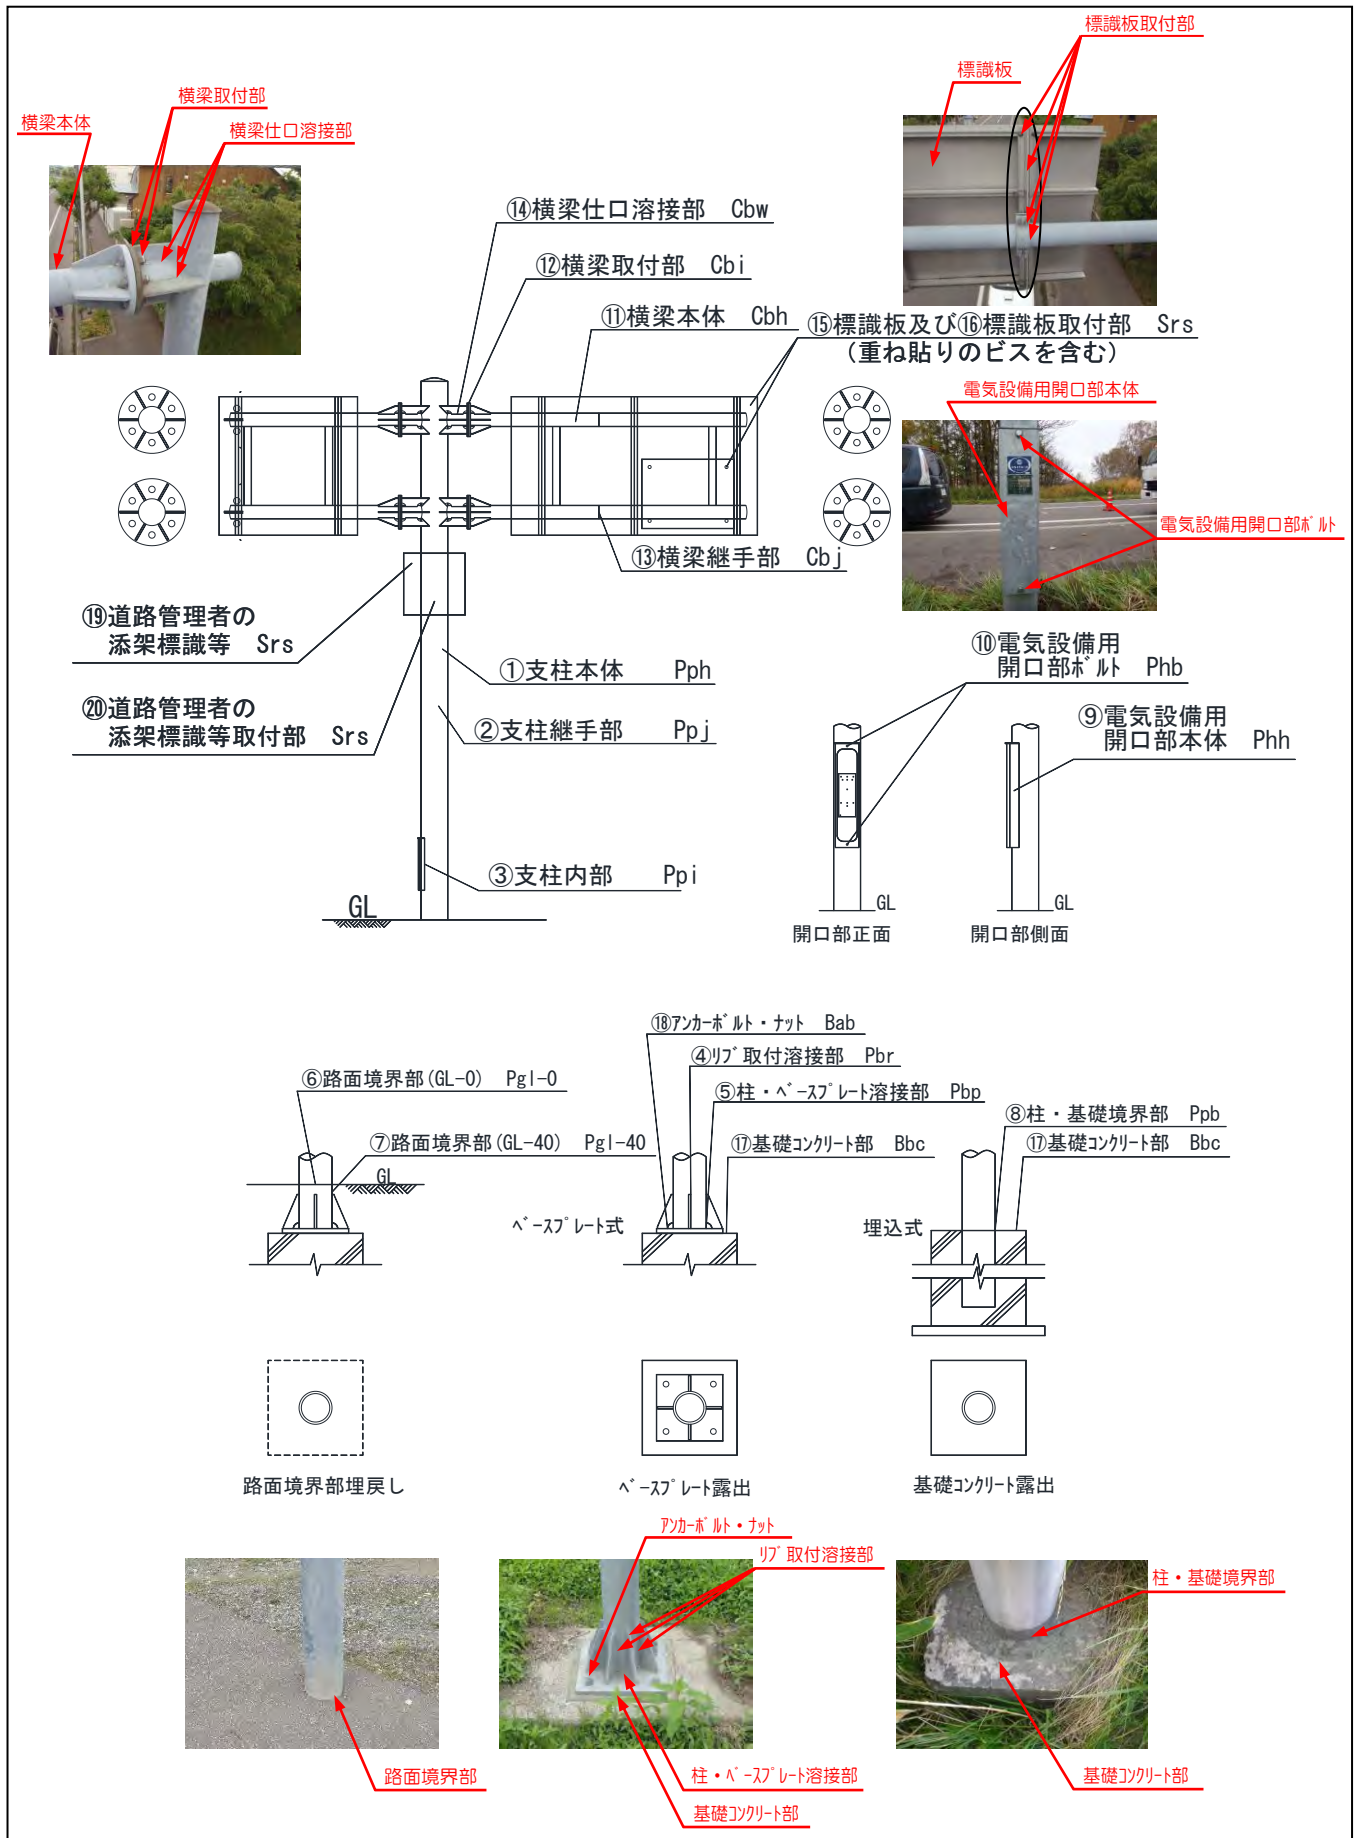 標識板取付部
標識板
横梁取付部
横梁本体
横梁仕口溶接部
⑭横梁仕口溶接部 Cbw
⑫横梁取付部 Cbi
⑪横梁本体 Cbh
⑮標識板及び⑯標識板取付部 Srs
(重ね貼りのビスを含む)
電気設備用開口部本体
電気設備用開口部ﾎﾞﾙﾄ
⑬横梁継手部 Cbj
⑲道路管理者の
添架標識等 Srs
①支柱本体 Pph
⑩電気設備用
開口部ﾎﾞﾙﾄ Phb
⑳道路管理者の
添架標識等取付部 Srs
②支柱継手部 Ppj
⑨電気設備用
開口部本体 Phh
③支柱内部 Ppi
GL
GL
GL
開口部正面
開口部側面
⑱ｱﾝｶｰﾎﾞﾙﾄ・ﾅｯﾄ Bab
④ﾘﾌﾞ取付溶接部 Pbr
⑥路面境界部(GL-0) Pgl-0
⑤柱・ﾍﾞｰｽﾌﾟﾚｰﾄ溶接部 Pbp
⑧柱・基礎境界部 Ppb
⑦路面境界部(GL-40) Pgl-40
⑰基礎ｺﾝｸﾘｰﾄ部 Bbc
⑰基礎ｺﾝｸﾘｰﾄ部 Bbc
GL
ﾍﾞｰｽﾌﾟﾚｰﾄ式
埋込式
路面境界部埋戻し
ﾍﾞｰｽﾌﾟﾚｰﾄ露出
基礎ｺﾝｸﾘｰﾄ露出
ｱﾝｶｰﾎﾞﾙﾄ・ﾅｯﾄ
ﾘﾌﾞ取付溶接部
柱・基礎境界部
路面境界部
柱・ﾍﾞｰｽﾌﾟﾚｰﾄ溶接部
基礎ｺﾝｸﾘｰﾄ部
基礎ｺﾝｸﾘｰﾄ部